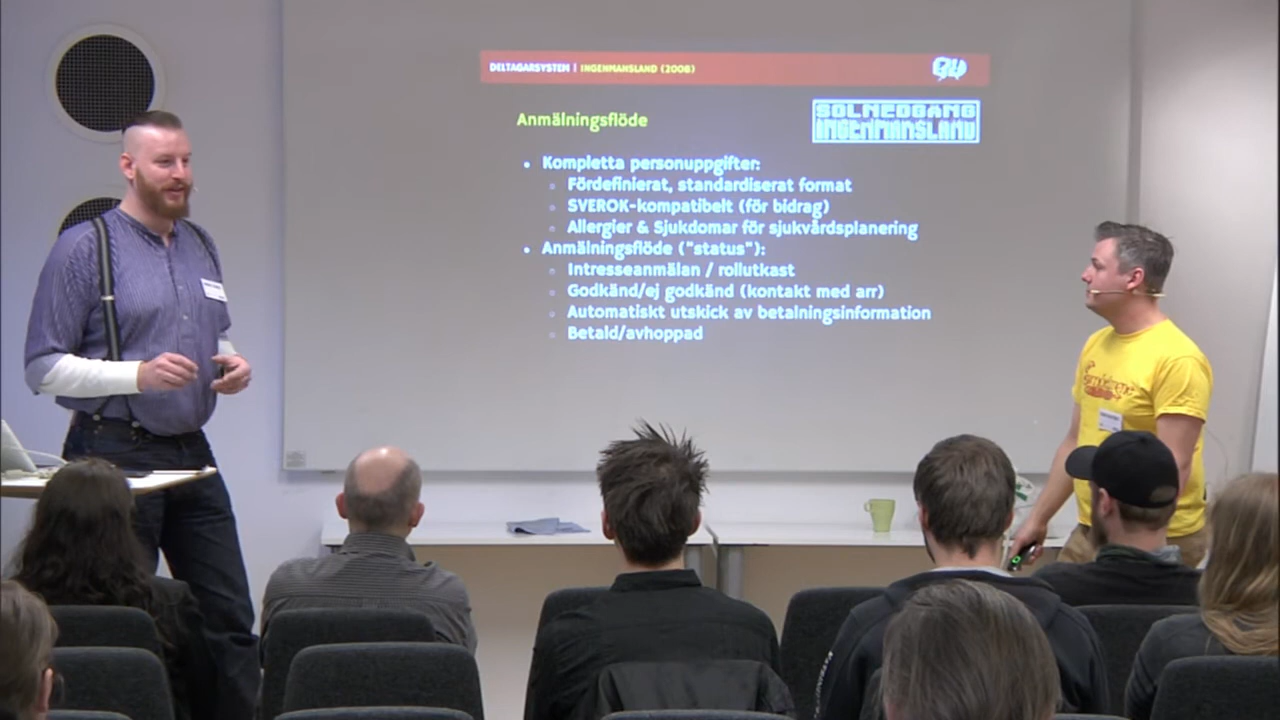 DELTAGARSYSTEM | INGENMANSLAND (2008)
SOLNEDGÅNG
INGENMANSLAND
Anmälningsflöde
• Kompletta personuppgifter:
◦ Fördefinierat, standardiserat format
◦ SVEROK-kompatibelt (för bidrag)
◦ Allergier & Sjukdomar för sjukvårdsplanering
• Anmälningsflöde ("status"):
◦ Intresseanmälan / rollutkast
◦ Godkänd/ej godkänd (kontakt med arr)
◦ Automatiskt utskick av betalningsinformation
◦ Betald/avhoppad